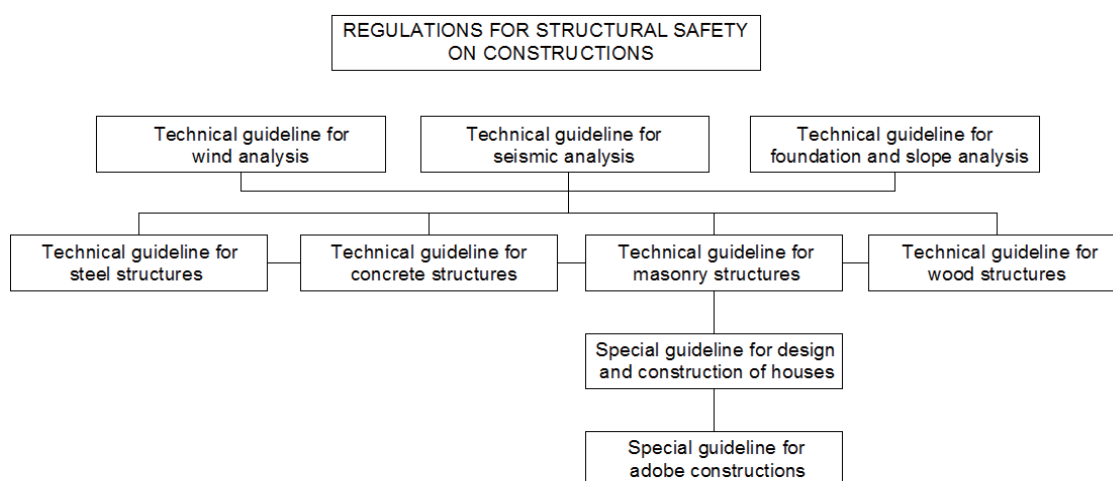 REGULATIONS FOR STRUCTURAL SAFETY
ON CONSTRUCTIONS
Technical guideline for
wind analysis
Technical guideline for
seismic analysis
Technical guideline for
foundation and slope analysis
Technical guideline for
steel structures
Technical guideline for
concrete structures
Technical guideline for
masonry structures
Technical guideline for
wood structures
Special guideline for design
and construction of houses
Special guideline for
adobe constructions